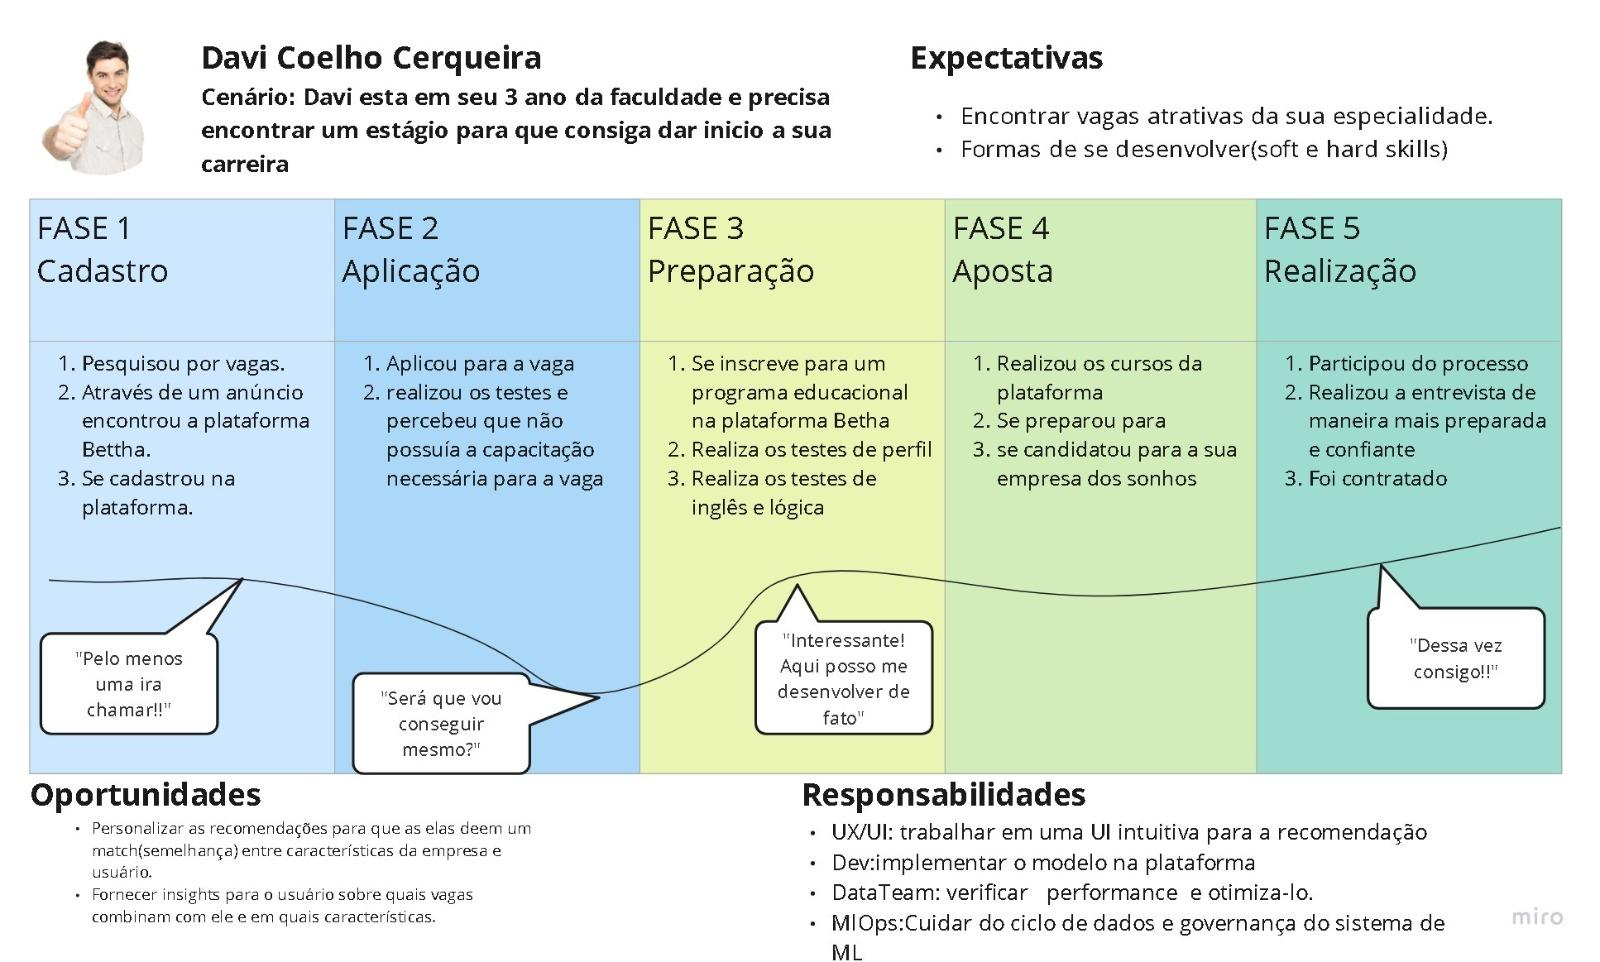 Davi Coelho Cerqueira
Cenário: Davi esta em seu 3 ano da faculdade e precisa
encontrar um estágio para que consiga dar inicio a sua
carreira
Expectativas
• Encontrar vagas atrativas da sua especialidade.
• Formas de se desenvolver(soft e hard skills)
FASE 1
Cadastro
1. Pesquisou por vagas.
2. Através de um anúncio
encontrou a plataforma
Bettha.
3. Se cadastrou na
plataforma.
"Pelo menos
uma ira
chamar!!"
FASE 2
Aplicação
1. Aplicou para a vaga
2. realizou os testes e
percebeu que não
possuía a capacitação
necessária para a vaga
"Será que vou
conseguir
mesmo?"
FASE 3
Preparação
1. Se inscreve para um
programa educacional
na plataforma Betha
2. Realiza os testes de perfil
3. Realiza os testes de
inglês e lógica
"Interessante!
Aqui posso me
desenvolver de
fato"
FASE 4
Aposta
1. Realizou os cursos da
plataforma
2. Se preparou para
3. se candidatou para a sua
empresa dos sonhos
FASE 5
Realização
1. Participou do processo
2. Realizou a entrevista de
maneira mais preparada
e confiante
3. Foi contratado
"Dessa vez
consigo!!"
Oportunidades
• Personalizar as recomendações para que as elas deem um
match(semelhança) entre características da empresa e
usuário.
• Fornecer insights para o usuário sobre quais vagas
combinam com ele e em quais características.
Responsabilidades
• UX/UI: trabalhar em uma UI intuitiva para a recomendação
• Dev:implementar o modelo na plataforma
• DataTeam: verificar performance e otimiza-lo.
• MlOps:Cuidar do ciclo de dados e governança do sistema de
ML
miro